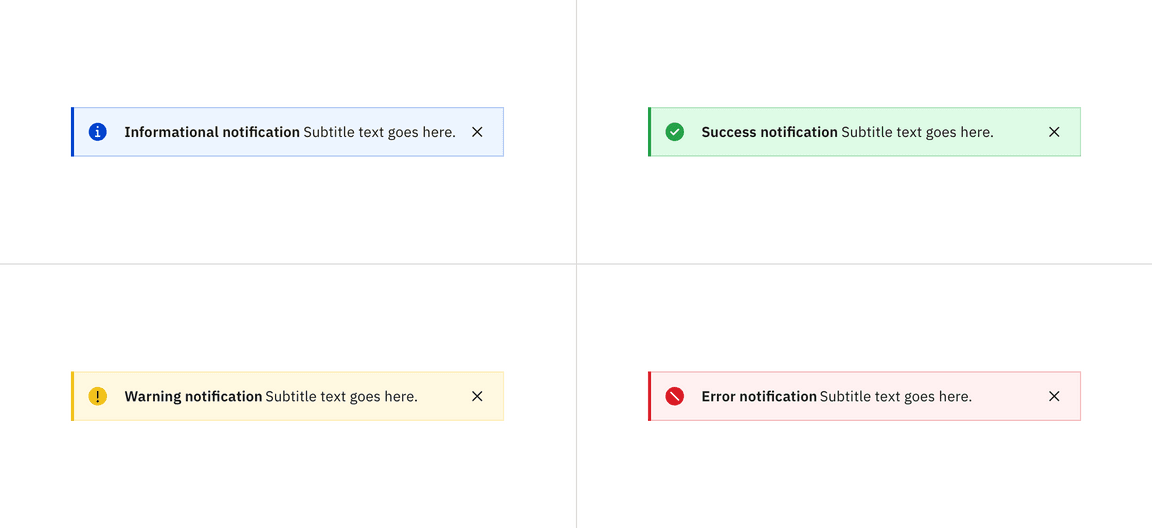 Informational notification Subtitle text goes here.
Success notification Subtitle text goes here.
Warning notification Subtitle text goes here.
Error notification Subtitle text goes here.